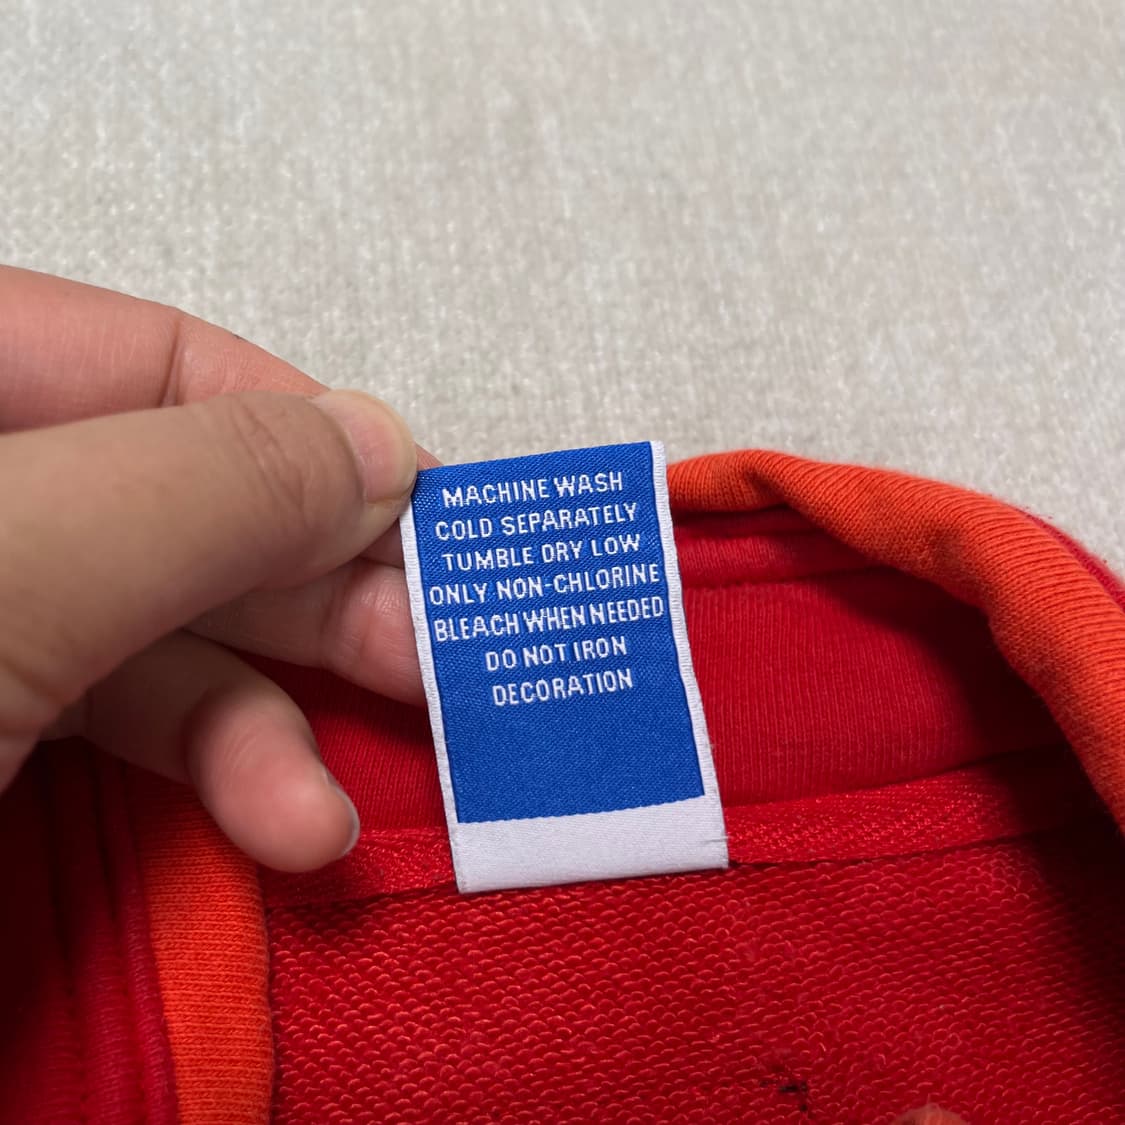 MACHINE WASH
COLD SEPARATELY
TUMBLE DRY LOW
ONLY NON-CHLORINE
BLEACH WHEN NEEDED
DO NOT IRON
DECORATION